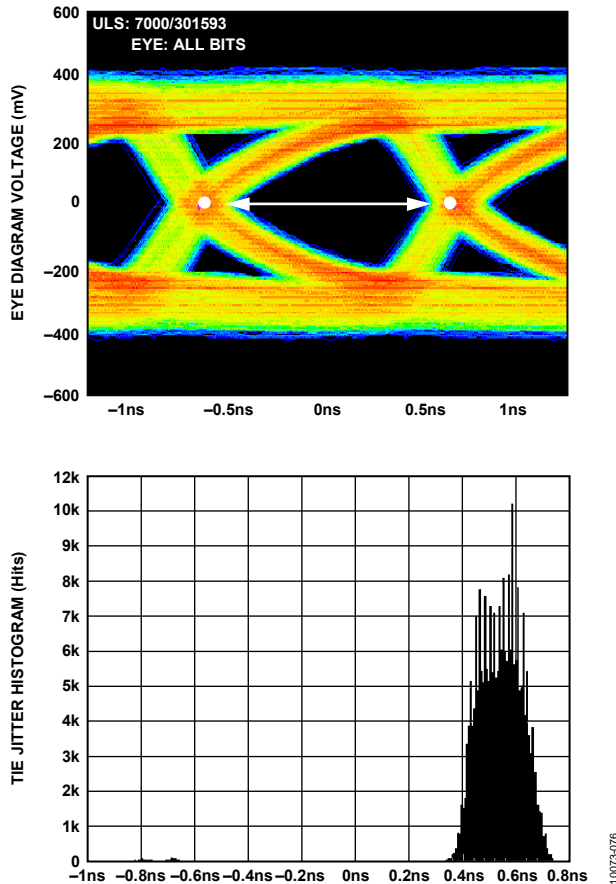 600
400
200
0
–200
–400
–600
EYE DIAGRAM VOLTAGE (mV)
ULS: 7000/301593
EYE: ALL BITS
–1ns –0.5ns 0ns 0.5ns 1ns
12k
10k
9k
8k
7k
6k
5k
4k
3k
2k
1k
0
TIE JITTER HISTOGRAM (Hits)
–1ns –0.8ns –0.6ns –0.4ns –0.2ns 0ns 0.2ns 0.4ns 0.6ns 0.8ns
10073-076